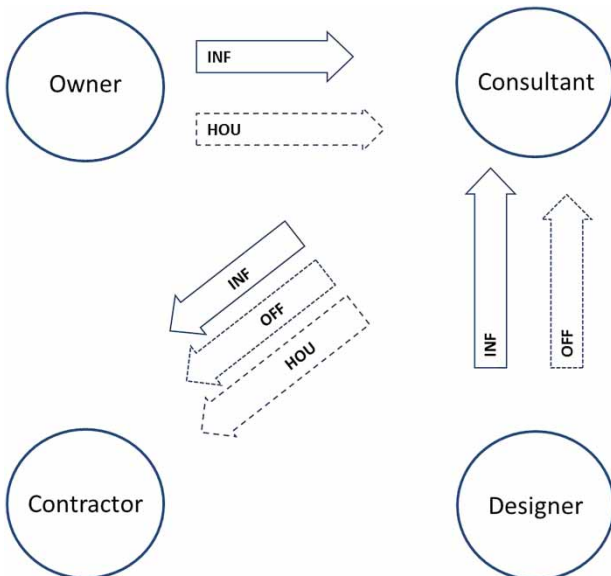 Owner
INF
Consultant
HOU
INF
OFF
HOU
INF
OFF
Contractor
Designer